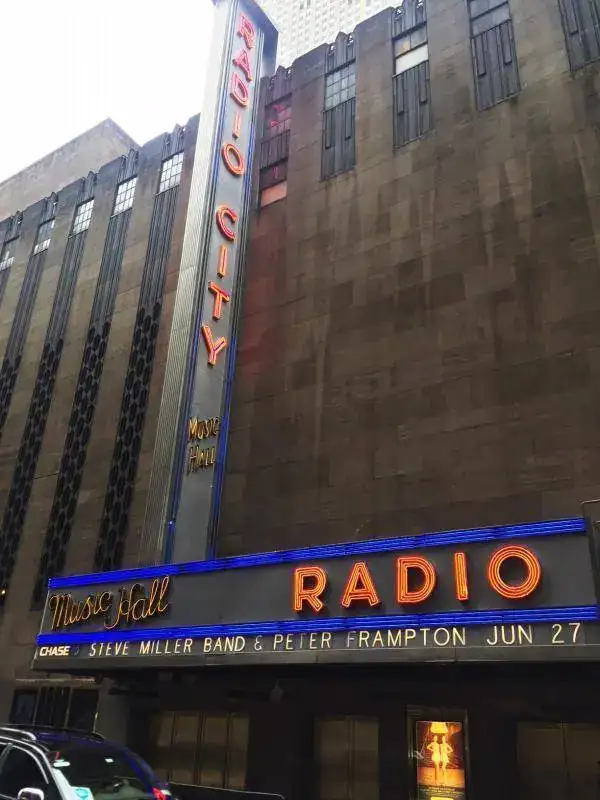 RADIO CITY
Music
Hall
Music Hall RADIO
CHASE STEVE MILLER BAND & PETER FRAMPTON JUN 27